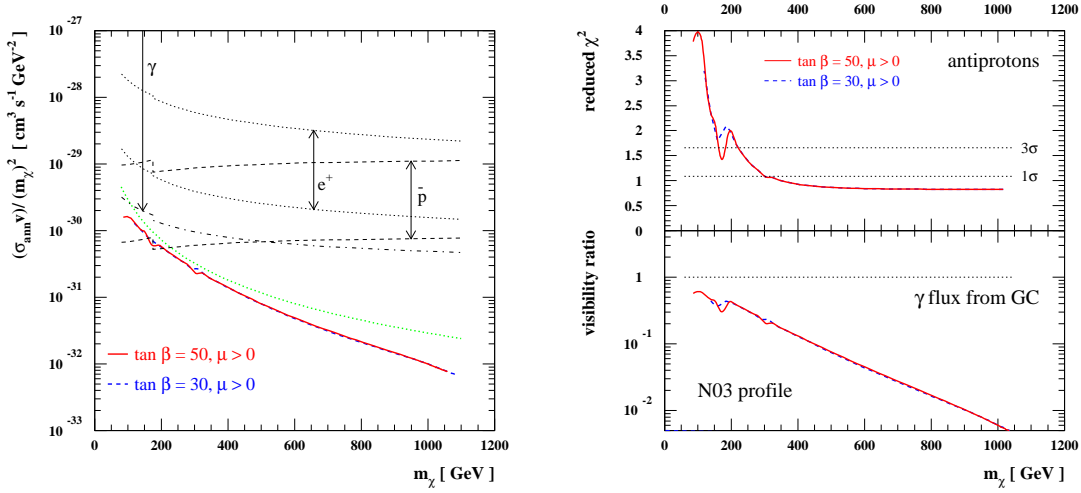 (σ_ann v)/(m_χ)² [ cm³ s⁻¹ GeV⁻² ]
10⁻²⁷
10⁻²⁸
10⁻²⁹
10⁻³⁰
10⁻³¹
10⁻³²
10⁻³³
γ
e⁺
p̄
tan β = 50, μ > 0
tan β = 30, μ > 0
0 200 400 600 800 1000 1200
m_χ [ GeV ]
0 200 400 600 800 1000 1200
reduced χ²
4
3.5
3
2.5
2
1.5
1
0.5
0
tan β = 50, μ > 0
tan β = 30, μ > 0
antiprotons
3σ
1σ
visibility ratio
1
10⁻¹
10⁻²
γ flux from GC
N03 profile
0 200 400 600 800 1000 1200
m_χ [ GeV ]